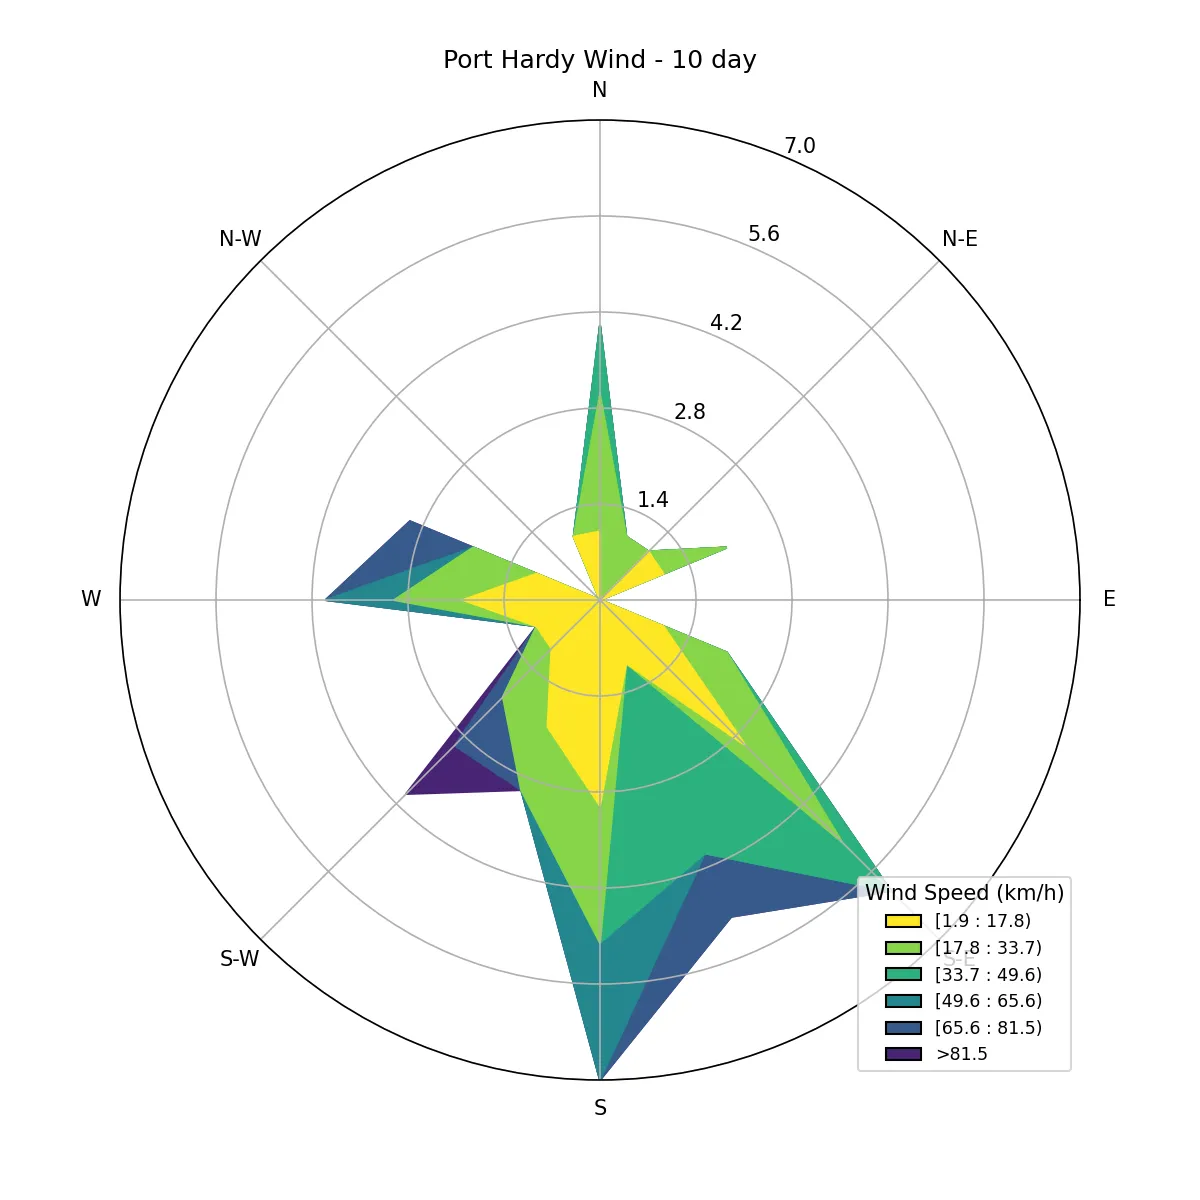 Port Hardy Wind - 10 day
N
7.0
5.6
N-W
N-E
4.2
2.8
1.4
W
E
Wind Speed (km/h)
[1.9 : 17.8)
[17.8 : 33.7)
S-W
S-E
[33.7 : 49.6)
[49.6 : 65.6)
[65.6 : 81.5)
>81.5
S